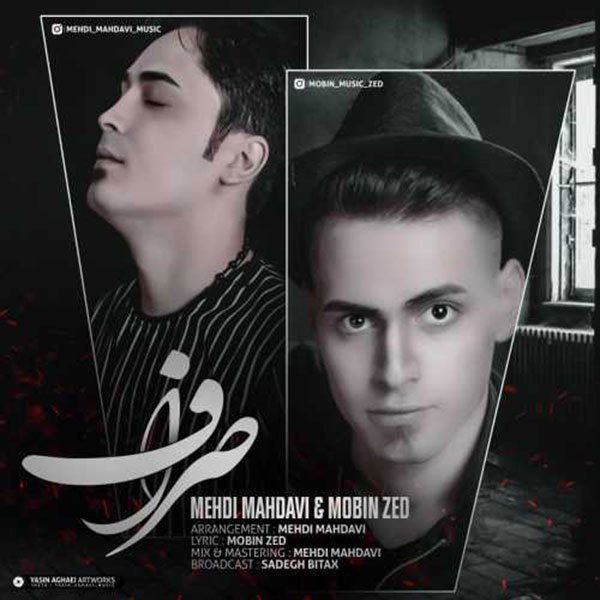 MEHDI_MAHDAVI_MUSIC
MOBIN_MUSIC_ZED
MEHDI MAHDAVI & MOBIN ZED
ARRANGEMENT : MEHDI MAHDAVI
LYRIC : MOBIN ZED
MIX & MASTERING : MEHDI MAHDAVI
BROADCAST : SADEGH BITAX
YASIN AGHAEI ARTWORKS